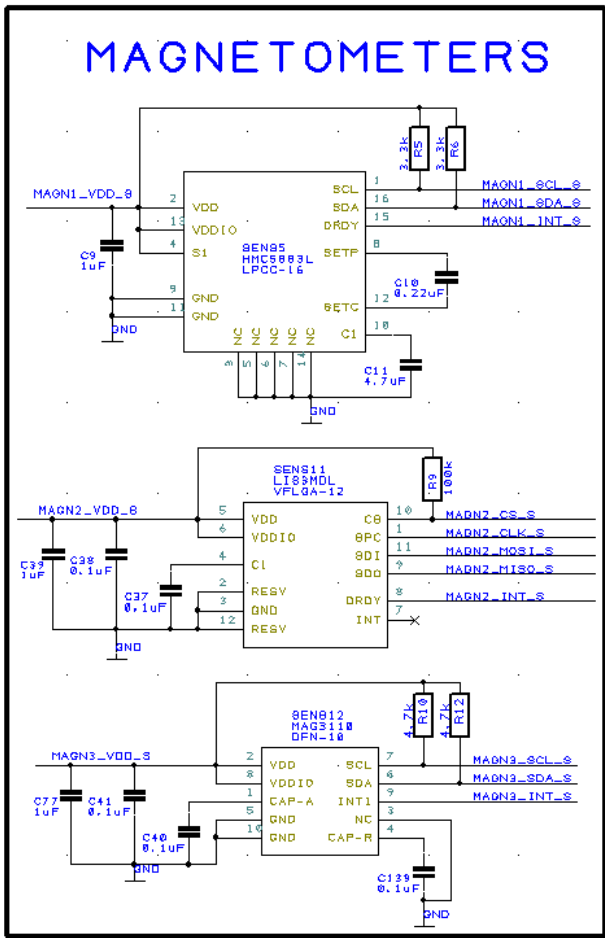 MAGNETOMETERS
3.3k
R5
3.3k
R6
MAGN1_VDD_S
C9
1uF
GND
2 VDD
13 VDDIO
4 S1
9 GND
11 GND
SENS5
HMC5883L
LPCC-16
SCL 1 MAGN1_SCL_S
SDA 16 MAGN1_SDA_S
DRDY 15 MAGN1_INT_S
SETP 8
C10
0.22uF
SETC 12
C1 10
NC NC NC NC NC
3 5 6 7 14
C11
4.7uF
GND
SENS11
LIS3MDL
VFLGA-12
R9
100k
MAGN2_VDD_S
C39
1uF
C38
0.1uF
C37
0.1uF
GND
5 VDD
6 VDDIO
4 C1
2 RESV
3 GND
12 RESV
CS 10 MAGN2_CS_S
SPC 1 MAGN2_CLK_S
SDI 11 MAGN2_MOSI_S
SDO 9 MAGN2_MISO_S
DRDY 8 MAGN2_INT_S
INT 7
4.7k
R10
4.7k
R12
SENS12
MAG3110
DFN-10
MAGN3_VDD_S
C77
1uF
C41
0.1uF
C40
0.1uF
GND
2 VDD
8 VDDIO
1 CAP-A
5 GND
10 GND
SCL 7 MAGN3_SCL_S
SDA 6 MAGN3_SDA_S
INT1 9 MAGN3_INT_S
NC 3
CAP-R 4
C139
0.1uF
GND